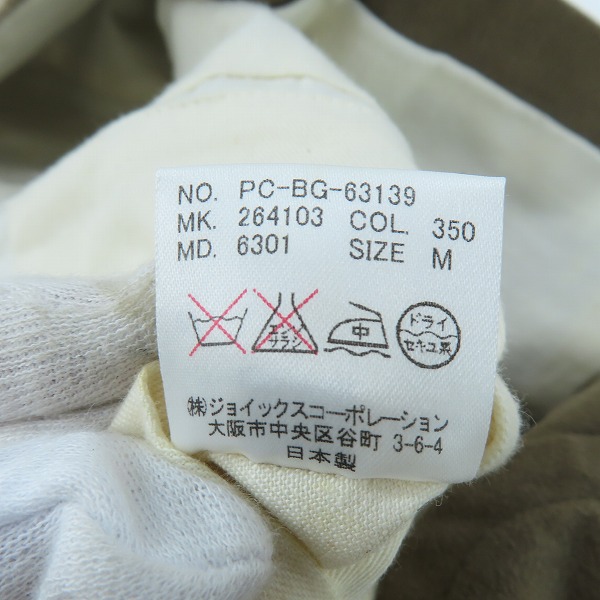 NO. PC-BG-63139
MK. 264103 COL. 350
MD. 6301 SIZE M
エンソ
サラシ
中
ドライ
セキユ系
㈱ジョイックスコーポレーション
大阪市中央区谷町 3-6-4
日本製